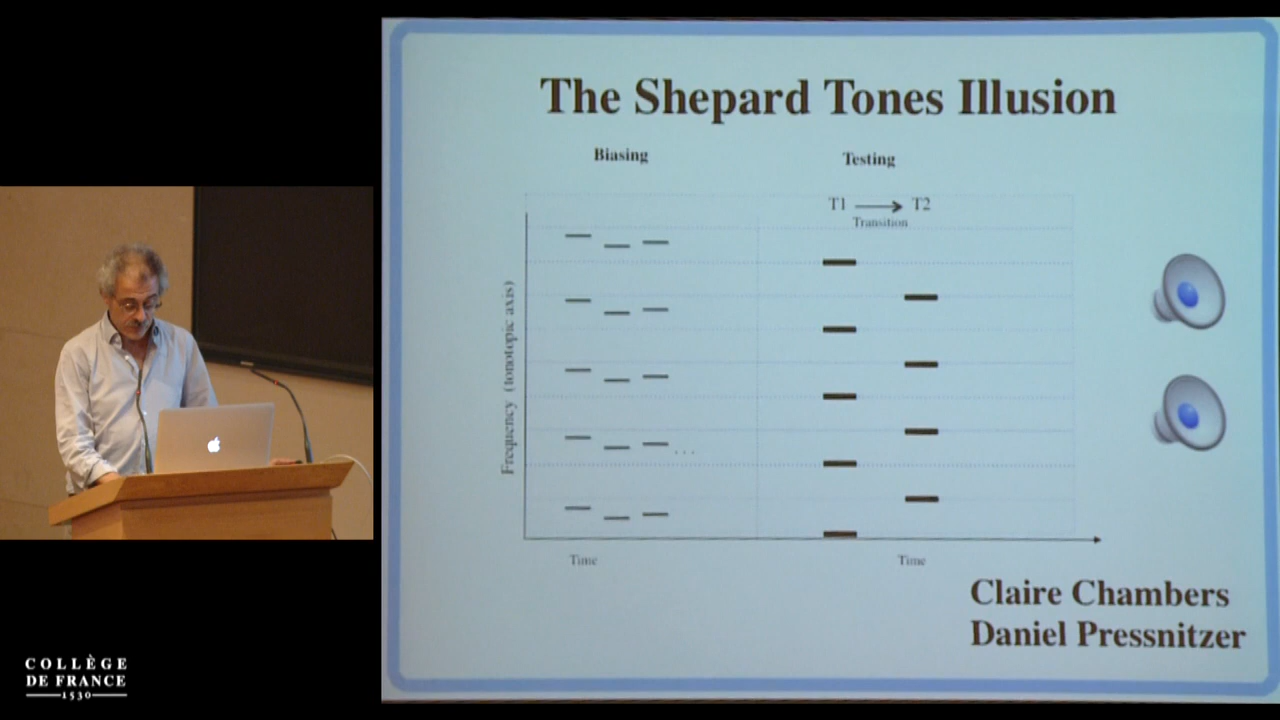 The Shepard Tones Illusion
Biasing
Testing
T1 → T2
Transition
Frequency (tonotopic axis)
...
Time
Time
Claire Chambers
Daniel Pressnitzer
COLLÈGE
DE FRANCE
1530